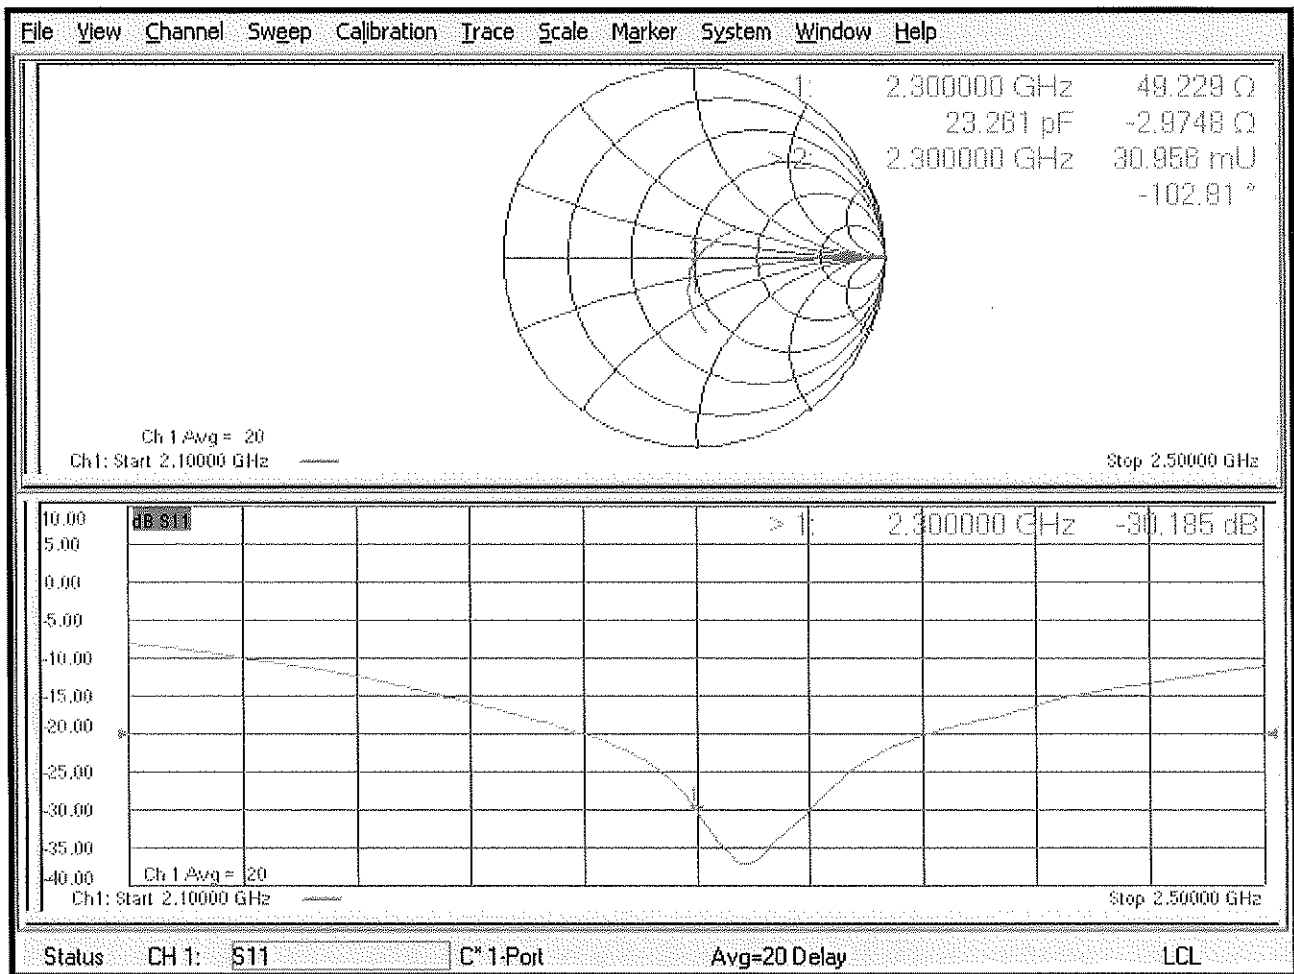 File View Channel Sweep Calibration Trace Scale Marker System Window Help
1: 2.300000 GHz 49.229 Ω
23.261 pF -2.9748 Ω
>2: 2.300000 GHz 30.956 mU
-102.81 °
Ch 1 Avg = 20
Ch1: Start 2.10000 GHz
Stop 2.50000 GHz
10.00 dB S11 > 1: 2.300000 GHz -30.185 dB
5.00
0.00
-5.00
-10.00
-15.00
-20.00
-25.00
-30.00
-35.00
-40.00
Ch 1 Avg = 20
Ch1: Start 2.10000 GHz
Stop 2.50000 GHz
Status CH 1: S11 C* 1-Port Avg=20 Delay LCL